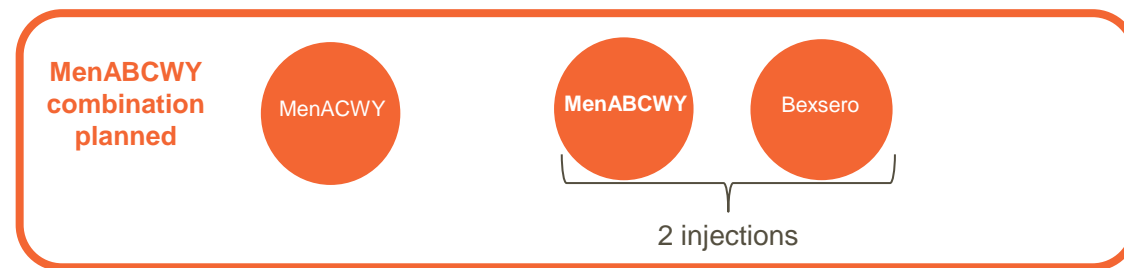 MenABCWY
combination
planned
MenACWY
MenABCWY
Bexsero
2 injections